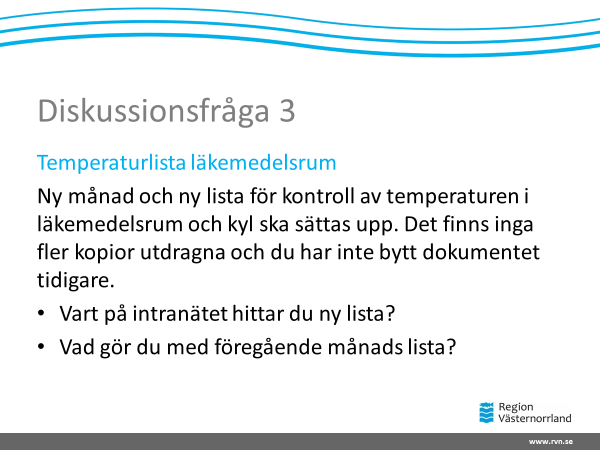 Diskussionsfråga 3
Temperaturlista läkemedelsrum
Ny månad och ny lista för kontroll av temperaturen i
läkemedelsrum och kyl ska sättas upp. Det finns inga
fler kopior utdragna och du har inte bytt dokumentet
tidigare.
• Vart på intranätet hittar du ny lista?
• Vad gör du med föregående månads lista?
Region
Västernorrland
www.rvn.se